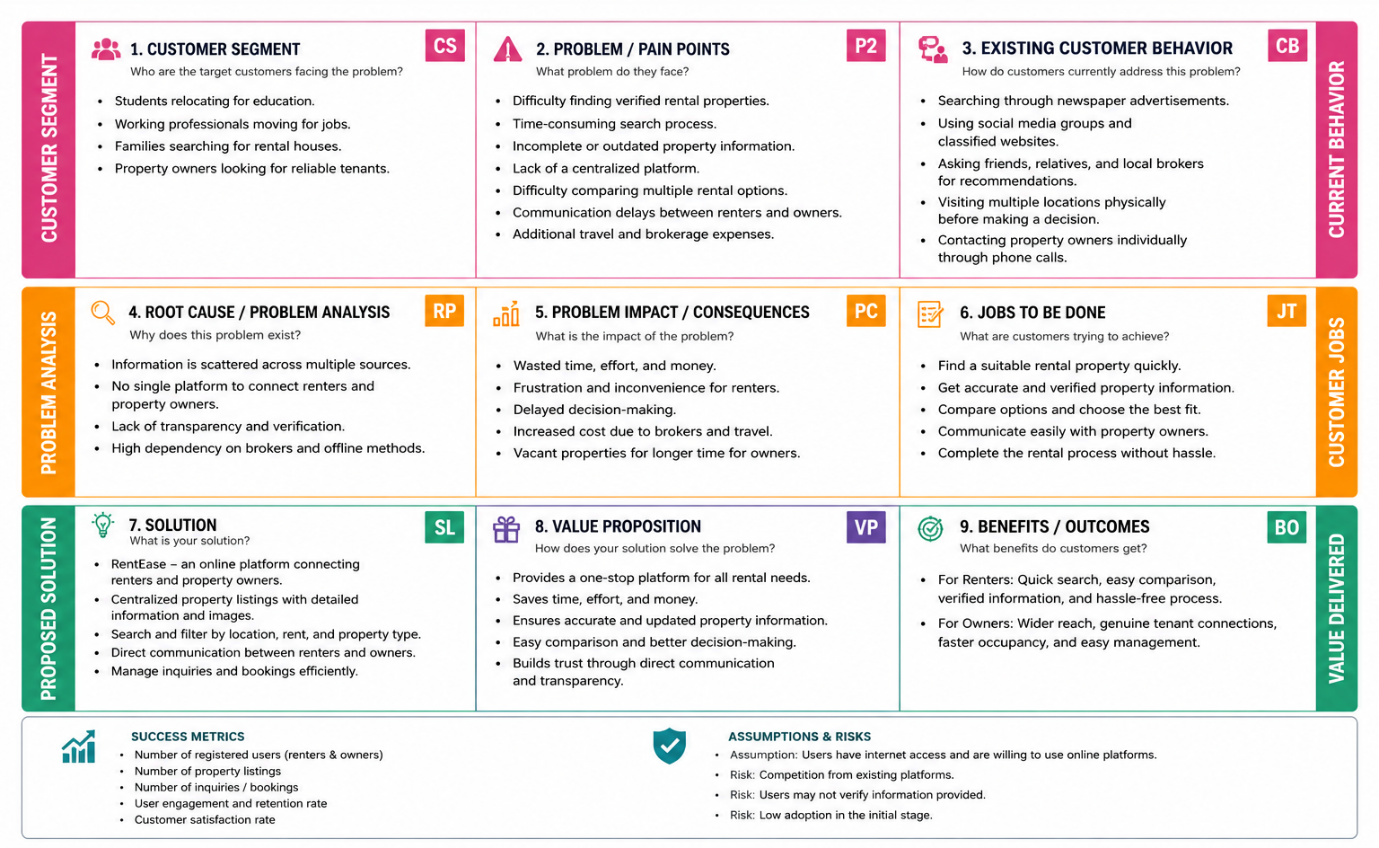 CUSTOMER SEGMENT
1. CUSTOMER SEGMENT
CS
Who are the target customers facing the problem?
• Students relocating for education.
• Working professionals moving for jobs.
• Families searching for rental houses.
• Property owners looking for reliable tenants.
2. PROBLEM / PAIN POINTS
P2
What problem do they face?
• Difficulty finding verified rental properties.
• Time-consuming search process.
• Incomplete or outdated property information.
• Lack of a centralized platform.
• Difficulty comparing multiple rental options.
• Communication delays between renters and owners.
• Additional travel and brokerage expenses.
3. EXISTING CUSTOMER BEHAVIOR
CB
How do customers currently address this problem?
• Searching through newspaper advertisements.
• Using social media groups and
classified websites.
• Asking friends, relatives, and local brokers
for recommendations.
• Visiting multiple locations physically
before making a decision.
• Contacting property owners individually
through phone calls.
CURRENT BEHAVIOR
PROBLEM ANALYSIS
4. ROOT CAUSE / PROBLEM ANALYSIS
RP
Why does this problem exist?
• Information is scattered across multiple sources.
• No single platform to connect renters and
property owners.
• Lack of transparency and verification.
• High dependency on brokers and offline methods.
5. PROBLEM IMPACT / CONSEQUENCES
PC
What is the impact of the problem?
• Wasted time, effort, and money.
• Frustration and inconvenience for renters.
• Delayed decision-making.
• Increased cost due to brokers and travel.
• Vacant properties for longer time for owners.
6. JOBS TO BE DONE
JT
What are customers trying to achieve?
• Find a suitable rental property quickly.
• Get accurate and verified property information.
• Compare options and choose the best fit.
• Communicate easily with property owners.
• Complete the rental process without hassle.
CUSTOMER JOBS
PROPOSED SOLUTION
7. SOLUTION
SL
What is your solution?
• RentEase – an online platform connecting
renters and property owners.
• Centralized property listings with detailed
information and images.
• Search and filter by location, rent, and property type.
• Direct communication between renters and owners.
• Manage inquiries and bookings efficiently.
8. VALUE PROPOSITION
VP
How does your solution solve the problem?
• Provides a one-stop platform for all rental needs.
• Saves time, effort, and money.
• Ensures accurate and updated property information.
• Easy comparison and better decision-making.
• Builds trust through direct communication
and transparency.
9. BENEFITS / OUTCOMES
BO
What benefits do customers get?
• For Renters: Quick search, easy comparison,
verified information, and hassle-free process.
• For Owners: Wider reach, genuine tenant connections,
faster occupancy, and easy management.
VALUE DELIVERED
SUCCESS METRICS
• Number of registered users (renters & owners)
• Number of property listings
• Number of inquiries / bookings
• User engagement and retention rate
• Customer satisfaction rate
ASSUMPTIONS & RISKS
• Assumption: Users have internet access and are willing to use online platforms.
• Risk: Competition from existing platforms.
• Risk: Users may not verify information provided.
• Risk: Low adoption in the initial stage.